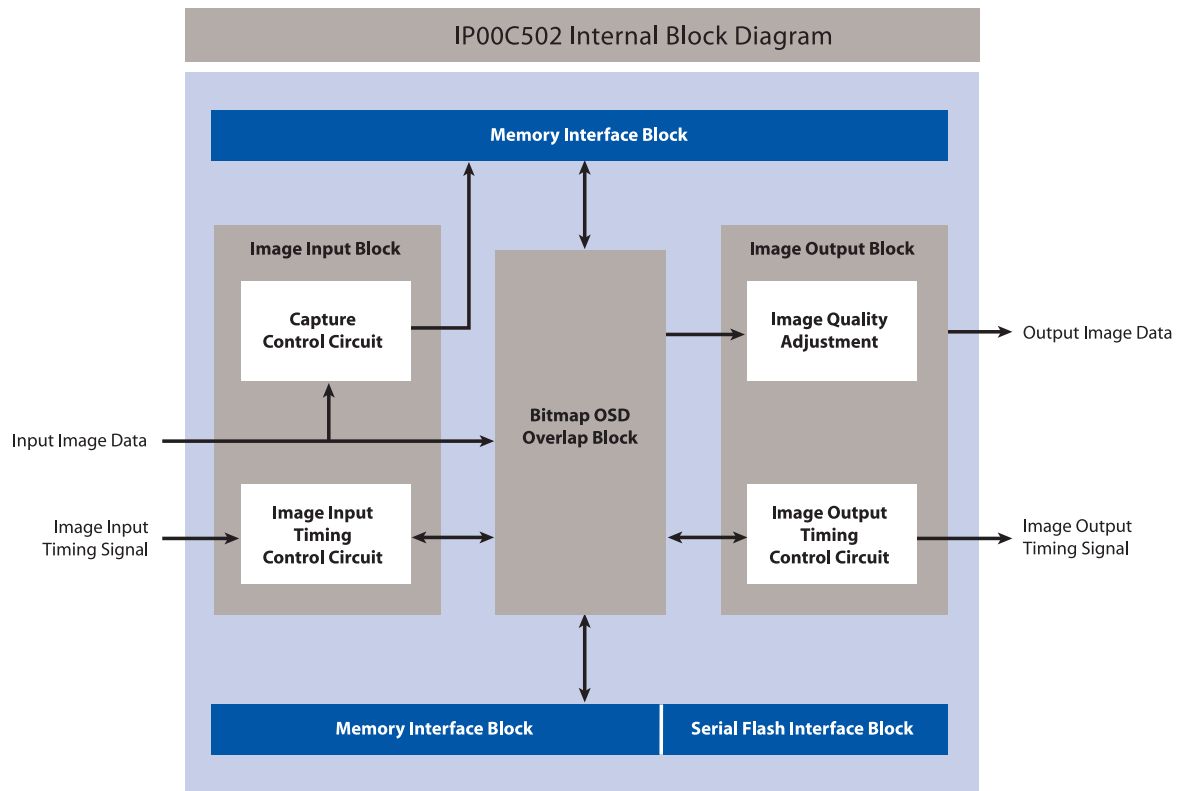 IP00C502 Internal Block Diagram
Memory Interface Block
Image Input Block
Image Output Block
Capture
Control Circuit
Image Quality
Adjustment
Output Image Data
Bitmap OSD
Overlap Block
Input Image Data
Image Input
Timing Signal
Image Input
Timing
Control Circuit
Image Output
Timing
Control Circuit
Image Output
Timing Signal
Memory Interface Block
Serial Flash Interface Block